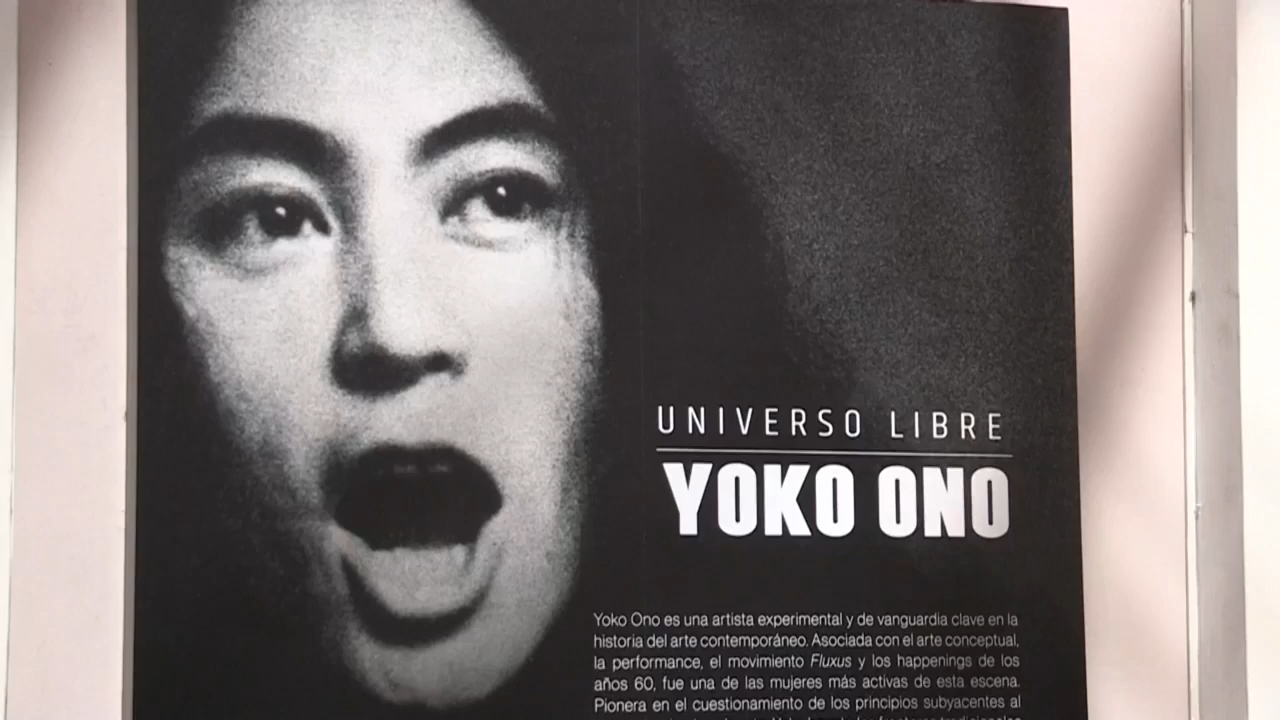 UNIVERSO LIBRE
YOKO ONO
Yoko Ono es una artista experimental y de vanguardia clave en la
historia del arte contemporáneo. Asociada con el arte conceptual,
la performance, el movimiento Fluxus y los happenings de los
años 60, fue una de las mujeres más activas de esta escena.
Pionera en el cuestionamiento de los principios subyacentes al